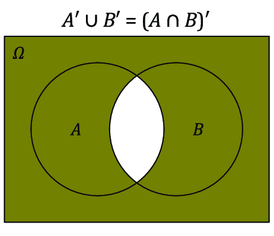 A′ ∪ B′ = (A ∩ B)′
Ω
A B